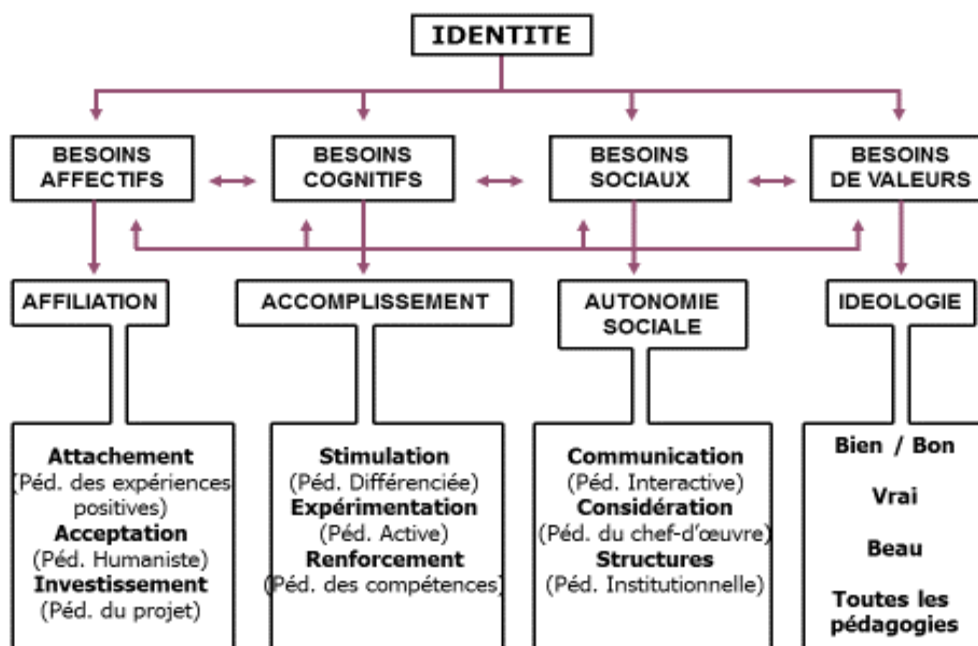 IDENTITE
BESOINS
AFFECTIFS
BESOINS
COGNITIFS
BESOINS
SOCIAUX
BESOINS
DE VALEURS
AFFILIATION
ACCOMPLISSEMENT
AUTONOMIE
SOCIALE
IDEOLOGIE
Attachement
(Péd. des expériences
positives)
Acceptation
(Péd. Humaniste)
Investissement
(Péd. du projet)
Stimulation
(Péd. Différenciée)
Expérimentation
(Péd. Active)
Renforcement
(Péd. des compétences)
Communication
(Péd. Interactive)
Considération
(Péd. du chef-d'œuvre)
Structures
(Péd. Institutionnelle)
Bien / Bon
Vrai
Beau
Toutes les
pédagogies